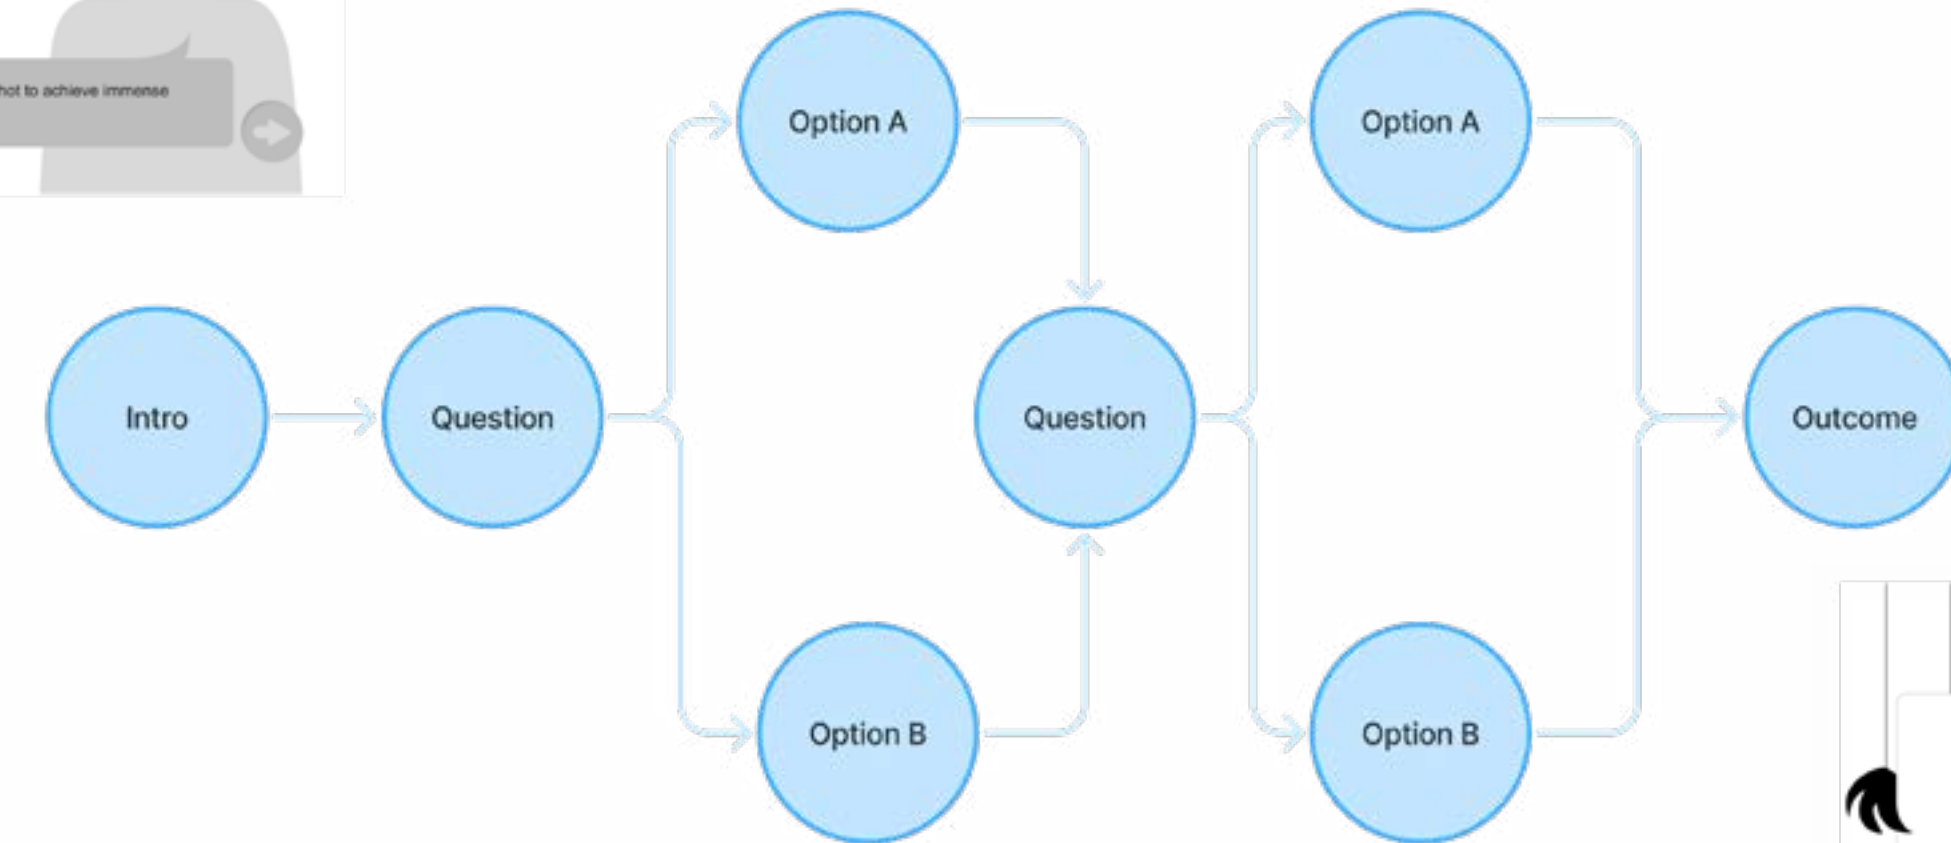 hot to achieve immense
Option A
Option A
Intro
Question
Question
Outcome
Option B
Option B